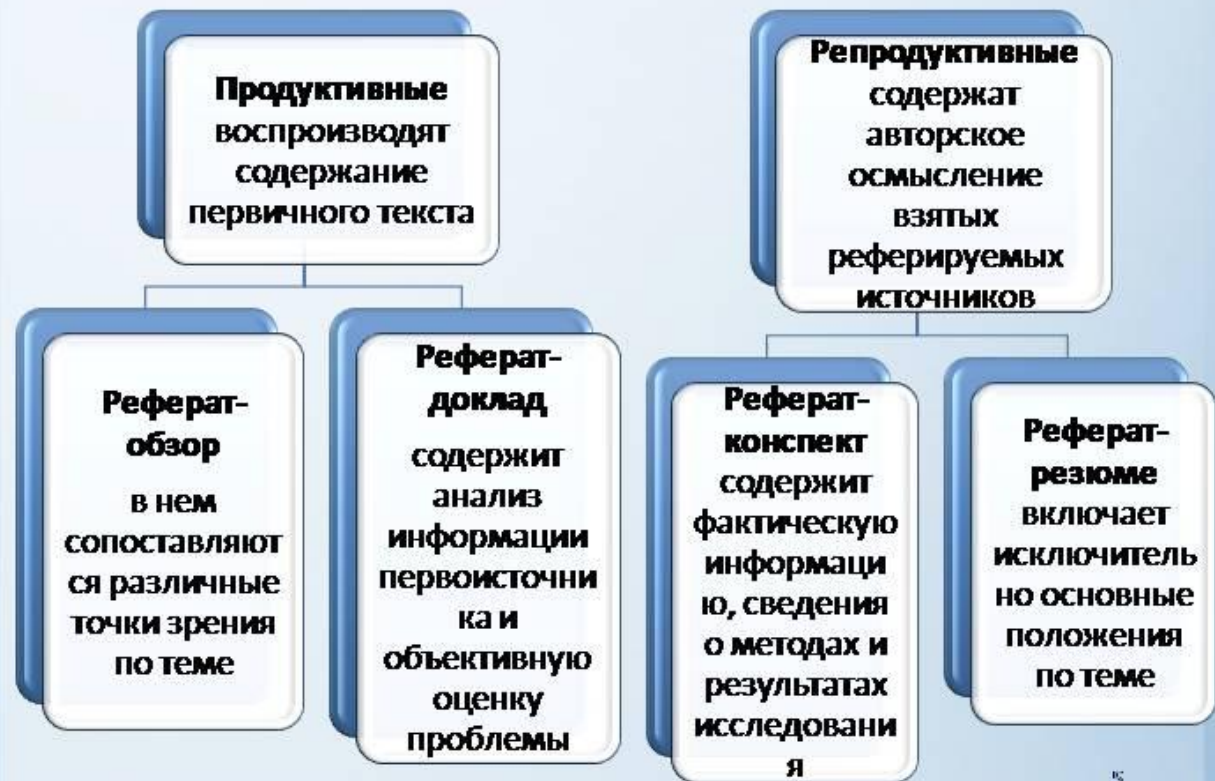 Продуктивные
воспроизводят
содержание
первичного текста
Репродуктивные
содержат
авторское
осмысление
взятых
реферируемых
источников
Реферат-
обзор
в нем
сопоставляют
ся различные
точки зрения
по теме
Реферат-
доклад
содержит
анализ
информации
первоисточни
ка и
объективную
оценку
проблемы
Реферат-
конспект
содержит
фактическую
информаци
ю, сведения
о методах и
результатах
исследовани
я
Реферат-
резюме
включает
исключитель
но основные
положения
по теме